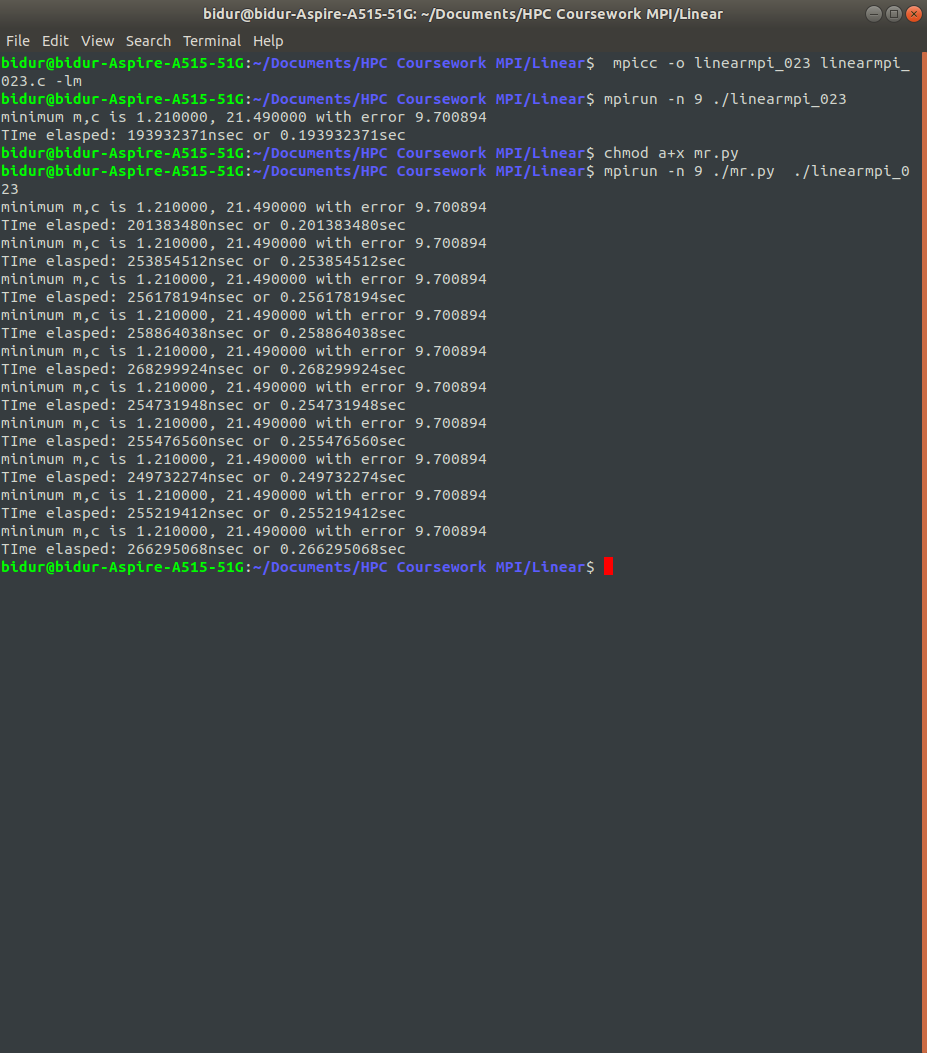 bidur@bidur-Aspire-A515-51G: ~/Documents/HPC Coursework MPI/Linear
File Edit View Search Terminal Help
bidur@bidur-Aspire-A515-51G:~/Documents/HPC Coursework MPI/Linear$  mpicc -o linearmpi_023 linearmpi_
023.c -lm
bidur@bidur-Aspire-A515-51G:~/Documents/HPC Coursework MPI/Linear$ mpirun -n 9 ./linearmpi_023
minimum m,c is 1.210000, 21.490000 with error 9.700894
TIme elasped: 193932371nsec or 0.193932371sec
bidur@bidur-Aspire-A515-51G:~/Documents/HPC Coursework MPI/Linear$ chmod a+x mr.py
bidur@bidur-Aspire-A515-51G:~/Documents/HPC Coursework MPI/Linear$ mpirun -n 9 ./mr.py  ./linearmpi_0
23
minimum m,c is 1.210000, 21.490000 with error 9.700894
TIme elasped: 201383480nsec or 0.201383480sec
minimum m,c is 1.210000, 21.490000 with error 9.700894
TIme elasped: 253854512nsec or 0.253854512sec
minimum m,c is 1.210000, 21.490000 with error 9.700894
TIme elasped: 256178194nsec or 0.256178194sec
minimum m,c is 1.210000, 21.490000 with error 9.700894
TIme elasped: 258864038nsec or 0.258864038sec
minimum m,c is 1.210000, 21.490000 with error 9.700894
TIme elasped: 268299924nsec or 0.268299924sec
minimum m,c is 1.210000, 21.490000 with error 9.700894
TIme elasped: 254731948nsec or 0.254731948sec
minimum m,c is 1.210000, 21.490000 with error 9.700894
TIme elasped: 255476560nsec or 0.255476560sec
minimum m,c is 1.210000, 21.490000 with error 9.700894
TIme elasped: 249732274nsec or 0.249732274sec
minimum m,c is 1.210000, 21.490000 with error 9.700894
TIme elasped: 255219412nsec or 0.255219412sec
minimum m,c is 1.210000, 21.490000 with error 9.700894
TIme elasped: 266295068nsec or 0.266295068sec
bidur@bidur-Aspire-A515-51G:~/Documents/HPC Coursework MPI/Linear$